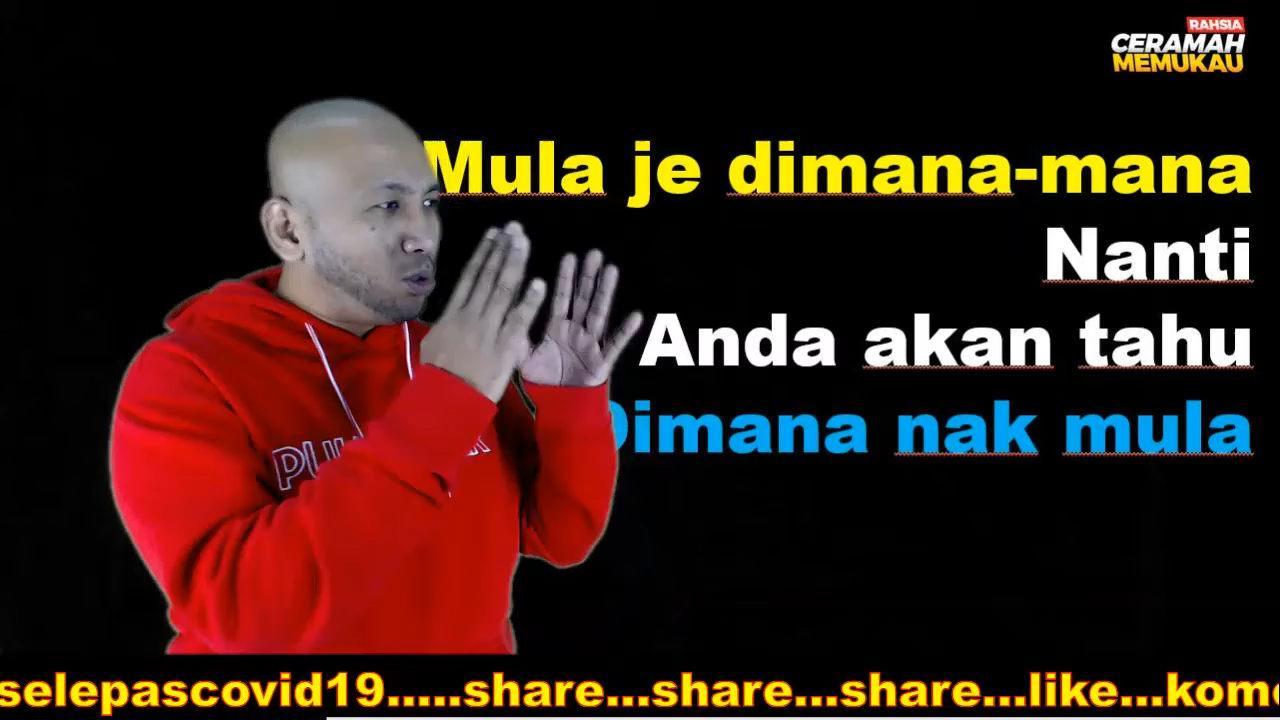 RAHSIA
CERAMAH
MEMUKAU
Mula je dimana-mana
Nanti
Anda akan tahu
Dimana nak mula
selepascovid19.....share...share...share...like...kome